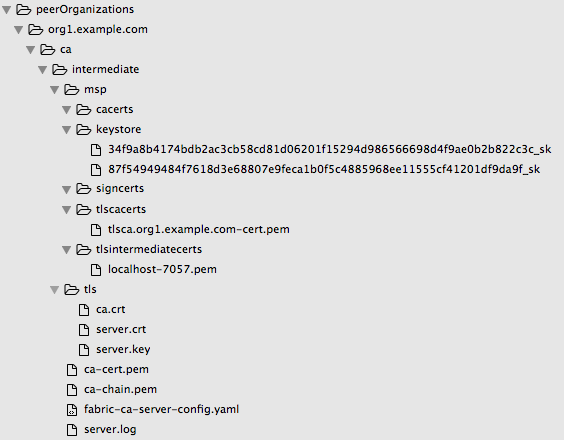 peerOrganizations
org1.example.com
ca
intermediate
msp
cacerts
keystore
34f9a8b4174bdb2ac3cb58cd81d06201f15294d986566698d4f9ae0b2b822c3c_sk
87f54949484f7618d3e68807e9feca1b0f5c4885968ee11555cf41201df9da9f_sk
signcerts
tlscacerts
tlsca.org1.example.com-cert.pem
tlsintermediatecerts
localhost-7057.pem
tls
ca.crt
server.crt
server.key
ca-cert.pem
ca-chain.pem
fabric-ca-server-config.yaml
server.log